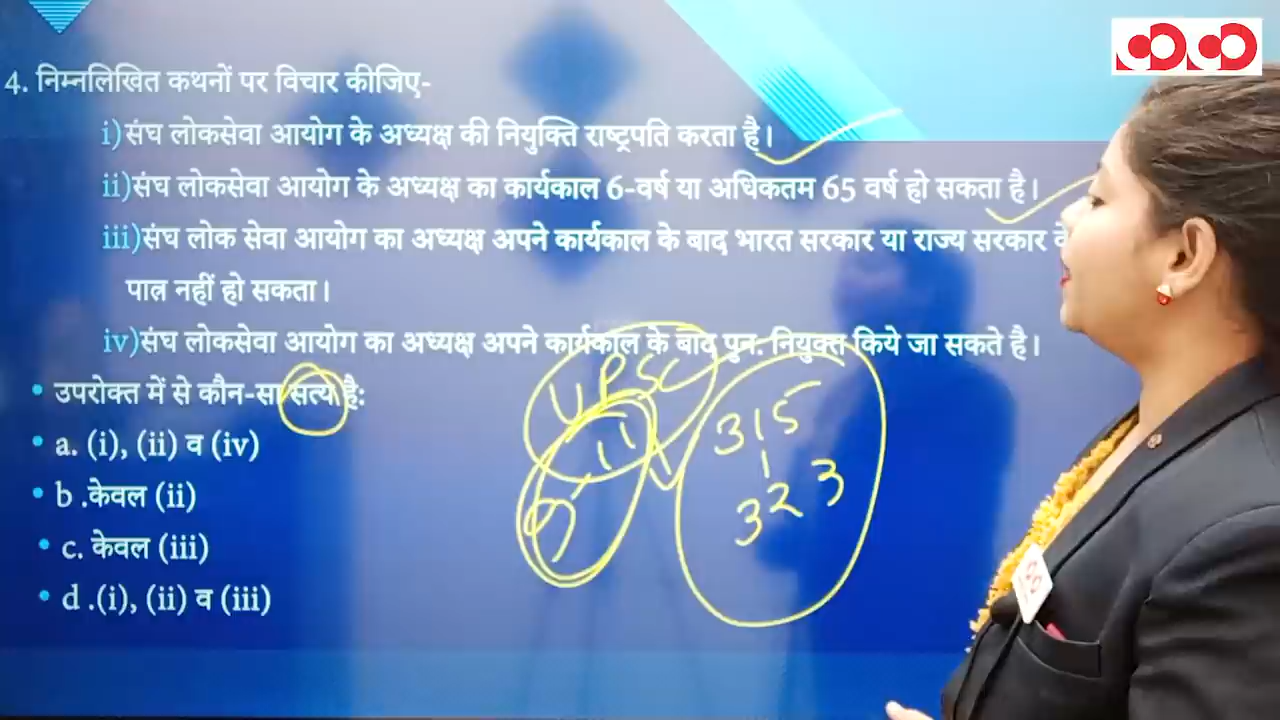 4. निम्नलिखित कथनों पर विचार कीजिए-
i)संघ लोकसेवा आयोग के अध्यक्ष की नियुक्ति राष्ट्रपति करता है।
ii)संघ लोकसेवा आयोग के अध्यक्ष का कार्यकाल 6-वर्ष या अधिकतम 65 वर्ष हो सकता है।
iii)संघ लोक सेवा आयोग का अध्यक्ष अपने कार्यकाल के बाद भारत सरकार या राज्य सरकार
पात्र नहीं हो सकता।
iv)संघ लोकसेवा आयोग का अध्यक्ष अपने कार्यकाल के बाद पुन. नियुक्त किये जा सकते है।
• उपरोक्त में से कौन-सा सत्य है:
• a. (i), (ii) व (iv)
• b .केवल (ii)
• c. केवल (iii)
• d .(i), (ii) व (iii)
UPSC
315
323